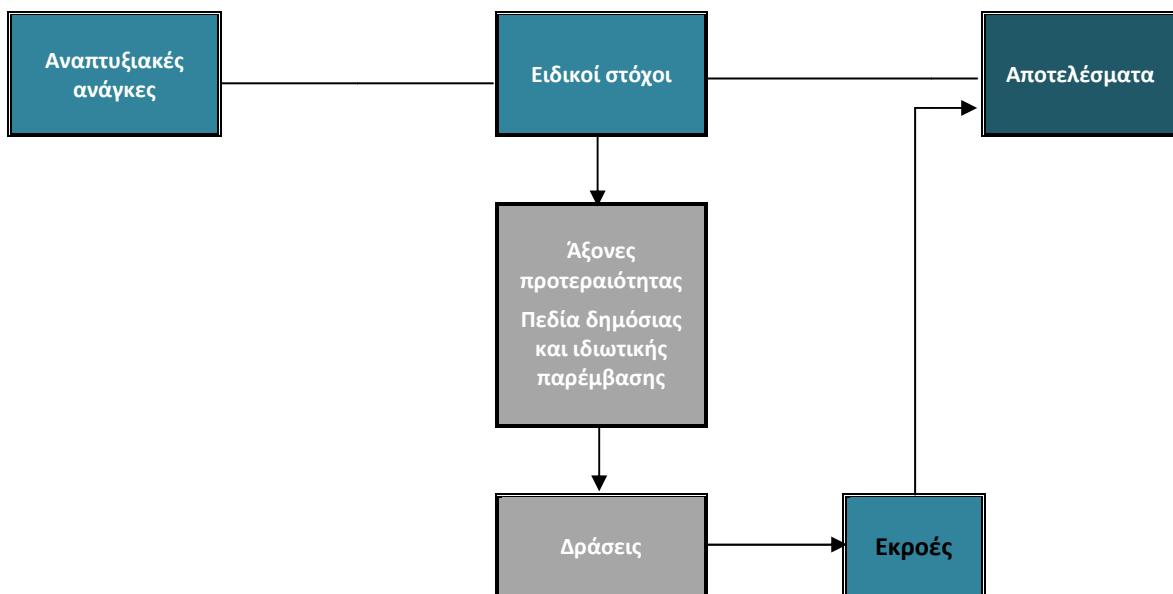 Αναπτυξιακές
ανάγκες
Ειδικοί στόχοι
Αποτελέσματα
Άξονες
προτεραιότητας
Πεδία δημόσιας
και ιδιωτικής
παρέμβασης
Δράσεις
Εκροές